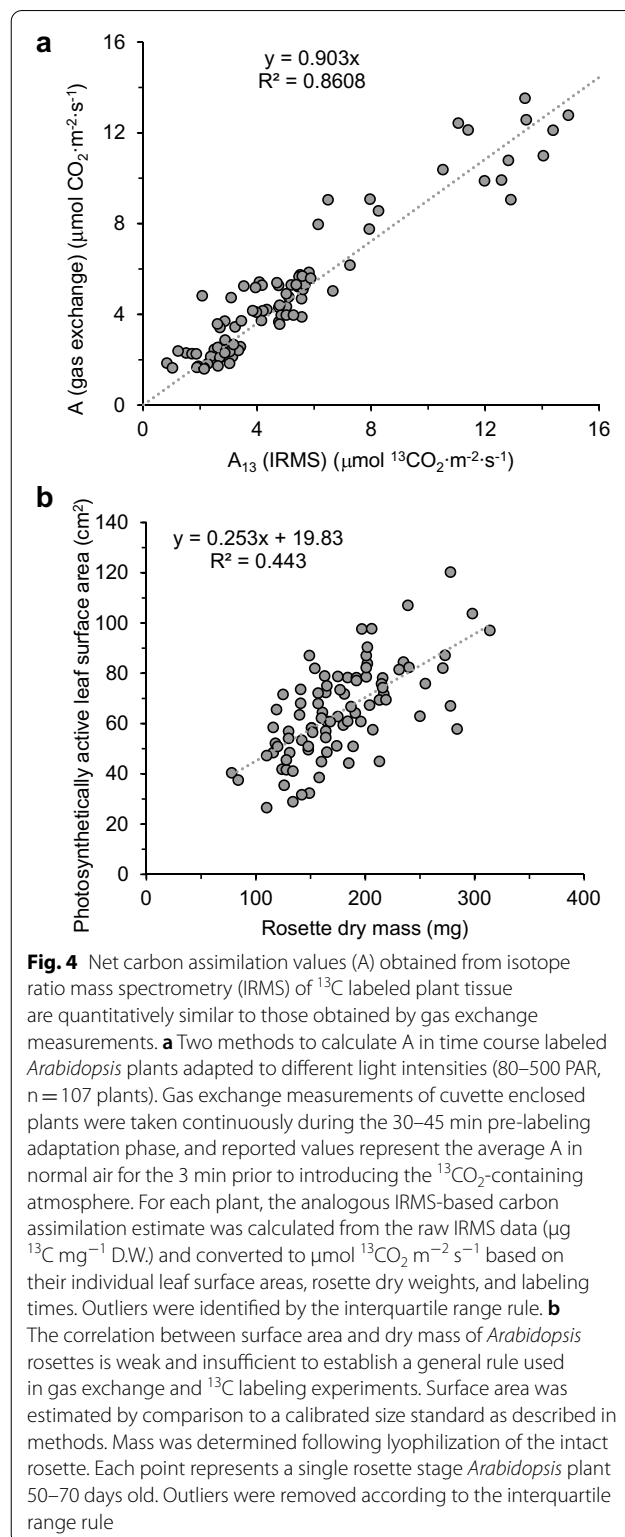 a
y = 0.903x
R² = 0.8608
16
12
8
4
0
A (gas exchange) (µmol CO₂·m⁻²·s⁻¹)
0 4 8 12 16
A₁₃ (IRMS) (µmol ¹³CO₂·m⁻²·s⁻¹)
b
y = 0.253x + 19.83
R² = 0.443
140
120
100
80
60
40
20
0
Photosynthetically active leaf surface area (cm²)
0 100 200 300 400
Rosette dry mass (mg)
Fig. 4 Net carbon assimilation values (A) obtained from isotope
ratio mass spectrometry (IRMS) of ¹³C labeled plant tissue
are quantitatively similar to those obtained by gas exchange
measurements. a Two methods to calculate A in time course labeled
Arabidopsis plants adapted to different light intensities (80–500 PAR,
n = 107 plants). Gas exchange measurements of cuvette enclosed
plants were taken continuously during the 30–45 min pre-labeling
adaptation phase, and reported values represent the average A in
normal air for the 3 min prior to introducing the ¹³CO₂-containing
atmosphere. For each plant, the analogous IRMS-based carbon
assimilation estimate was calculated from the raw IRMS data (µg
¹³C mg⁻¹ D.W.) and converted to µmol ¹³CO₂ m⁻² s⁻¹ based on
their individual leaf surface areas, rosette dry weights, and labeling
times. Outliers were identified by the interquartile range rule. b
The correlation between surface area and dry mass of Arabidopsis
rosettes is weak and insufficient to establish a general rule used
in gas exchange and ¹³C labeling experiments. Surface area was
estimated by comparison to a calibrated size standard as described in
methods. Mass was determined following lyophilization of the intact
rosette. Each point represents a single rosette stage Arabidopsis plant
50–70 days old. Outliers were removed according to the interquartile
range rule